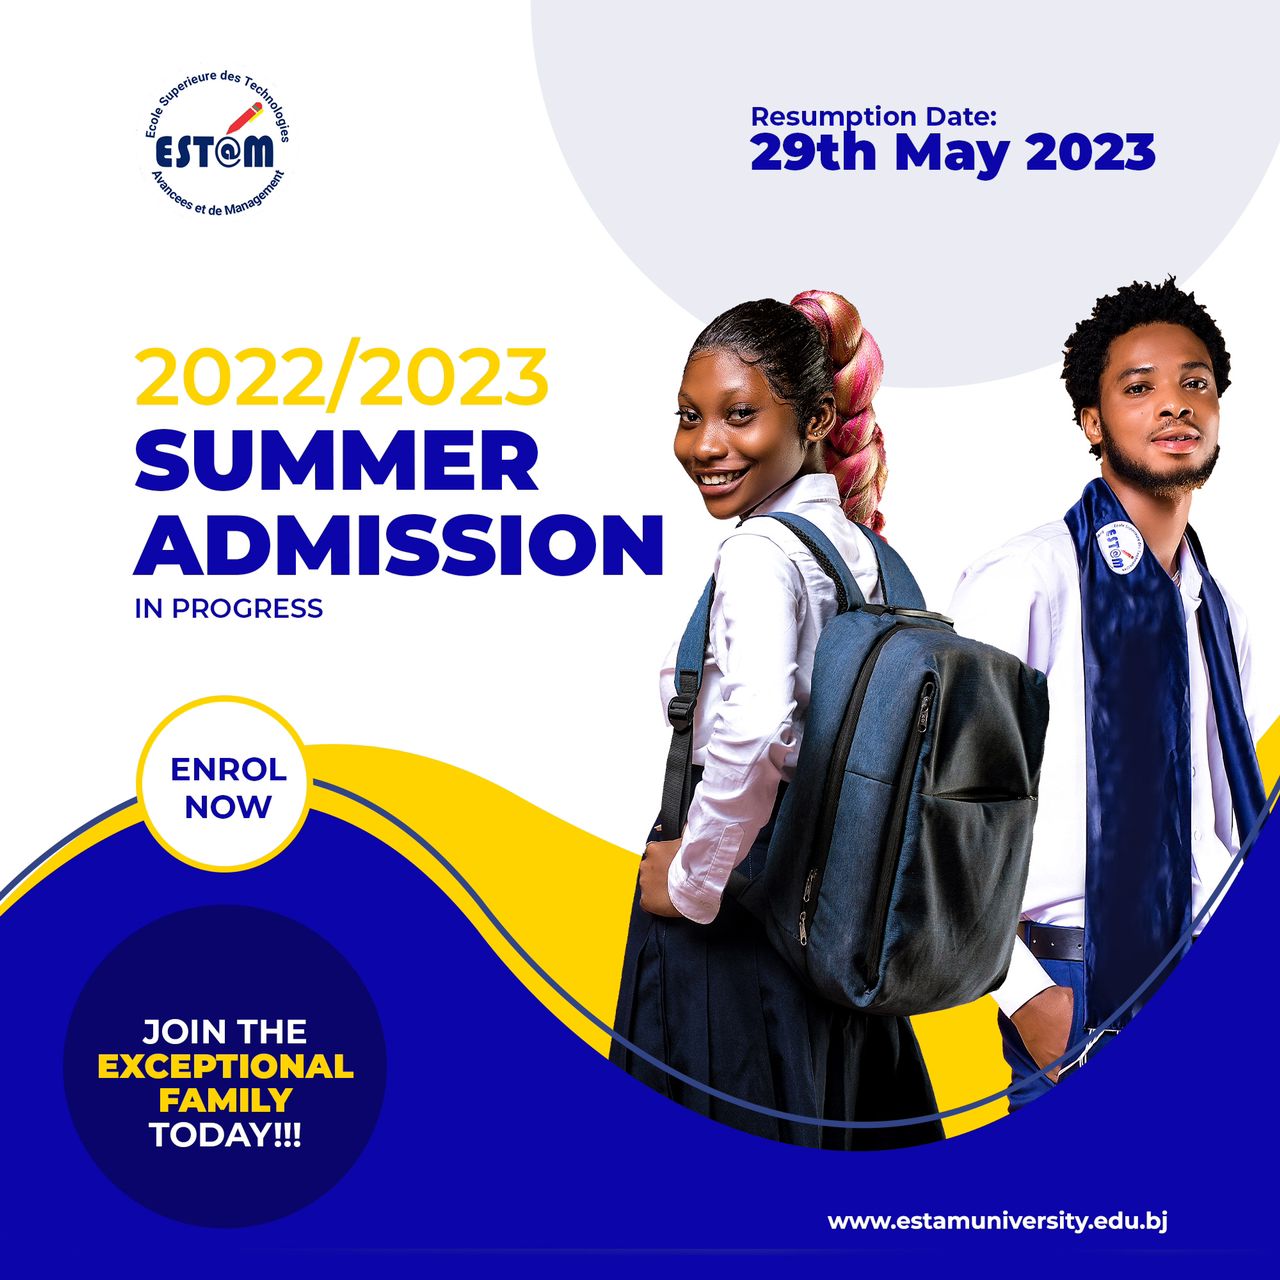 Ecole Superieure des Technologies
EST@M
Avancees et de Management
Resumption Date:
29th May 2023
2022/2023
SUMMER
ADMISSION
IN PROGRESS
EST@M
ENROL
NOW
JOIN THE
EXCEPTIONAL
FAMILY
TODAY!!!
www.estamuniversity.edu.bj